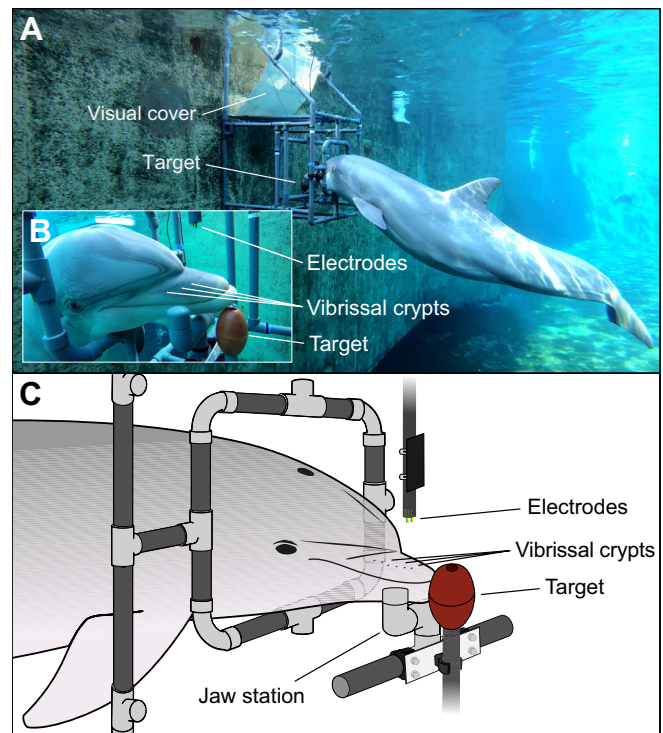 A
Visual cover
Target
B
Electrodes
Vibrissal crypts
Target
C
Electrodes
Vibrissal crypts
Target
Jaw station